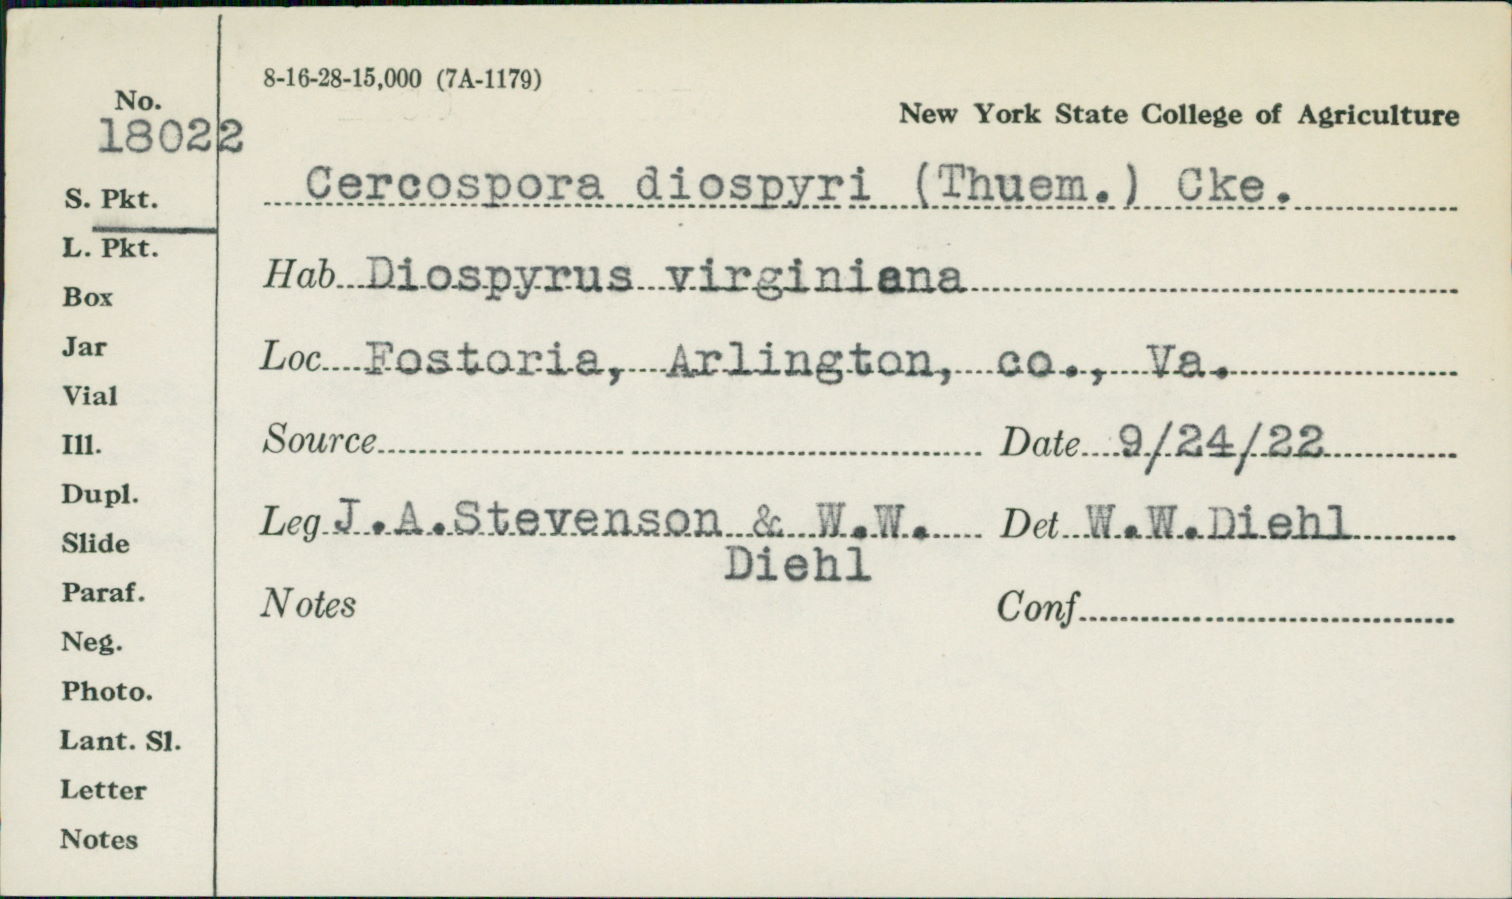 8-16-28-15,000 (7A-1179)
New York State College of Agriculture
No.
18022
S. Pkt.
L. Pkt.
Box
Jar
Vial
Ill.
Dupl.
Slide
Paraf.
Neg.
Photo.
Lant. Sl.
Letter
Notes
Cercospora diospyri (Thuem.) Cke.
Hab Diospyrus virginiana
Loc Fostoria, Arlington, co., Va.
Source Date 9/24/22
Leg J.A.Stevenson & W.W. Det W.W.Diehl
Diehl
Notes Conf